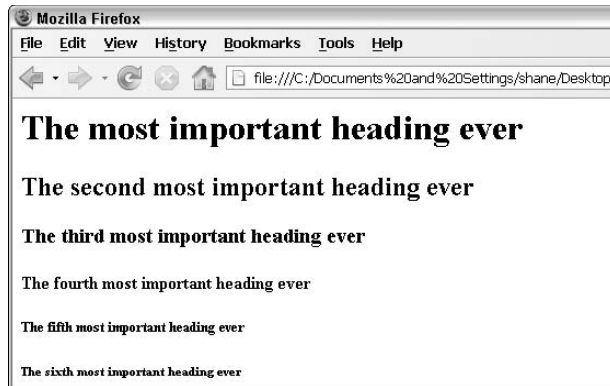 Mozilla Firefox
File Edit View History Bookmarks Tools Help
file:///C:/Documents%20and%20Settings/shane/Desktop
The most important heading ever
The second most important heading ever
The third most important heading ever
The fourth most important heading ever
The fifth most important heading ever
The sixth most important heading ever